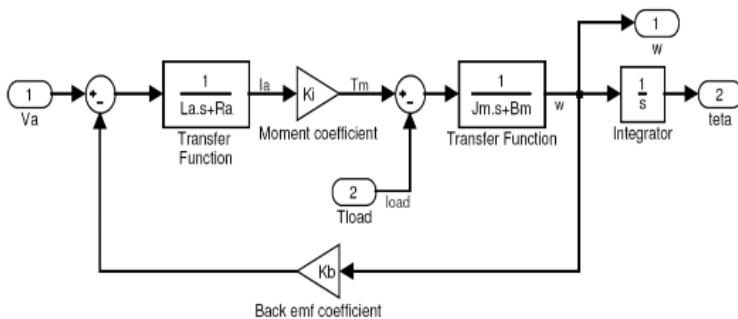 1
Va
+
-
1
La.s+Ra
Transfer
Function
Ia
Ki
Moment coefficient
Tm
+
-
1
Jm.s+Bm
Transfer Function
w
1
w
1
s
Integrator
2
teta
2
Tload
load
Kb
Back emf coefficient